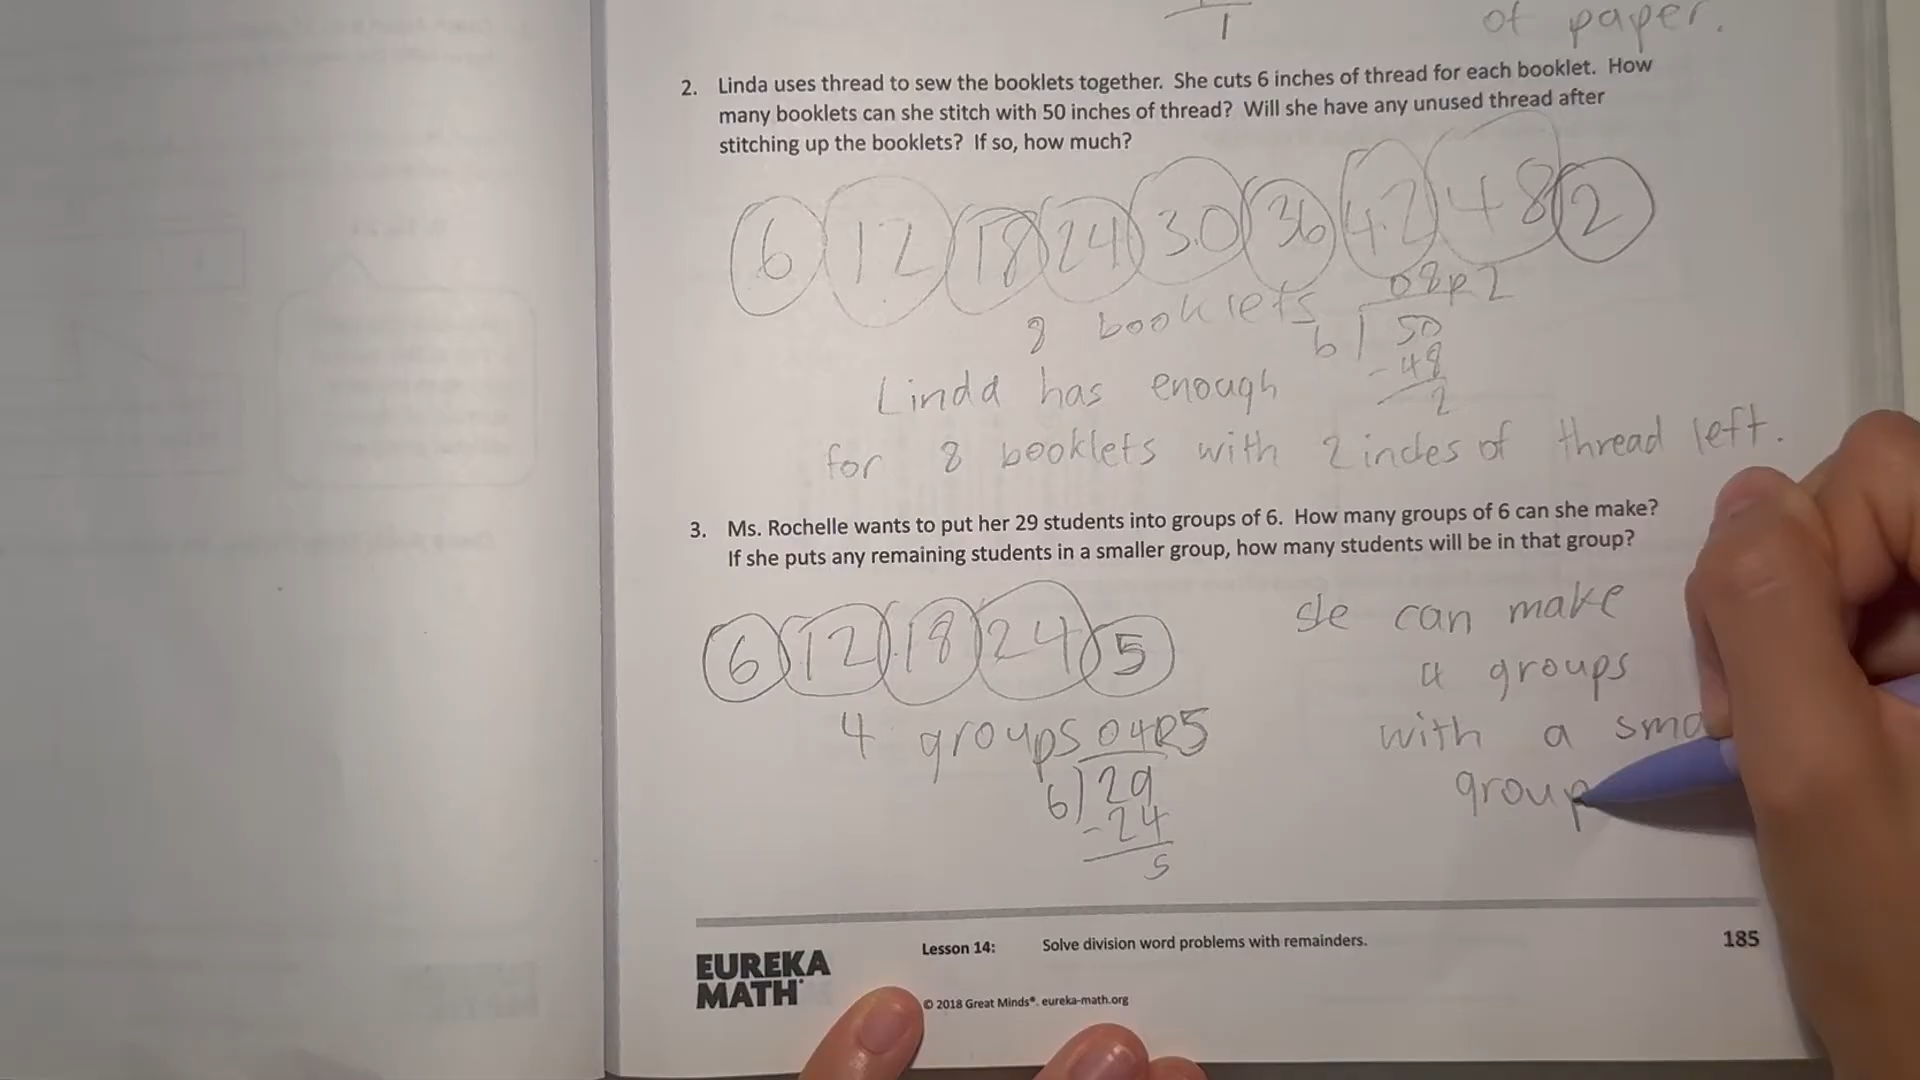 1
of paper.
2. Linda uses thread to sew the booklets together. She cuts 6 inches of thread for each booklet. How
many booklets can she stitch with 50 inches of thread? Will she have any unused thread after
stitching up the booklets? If so, how much?
6 12 18 24 30 36 42 48 2
08R2
8 booklets
6 50
-48
2
Linda has enough
for 8 booklets with 2 inches of thread left.
3. Ms. Rochelle wants to put her 29 students into groups of 6. How many groups of 6 can she make?
If she puts any remaining students in a smaller group, how many students will be in that group?
6 12 18 24 5
4 groups
04R5
6)29
-24
5
She can make
4 groups
with a sma
group
EUREKA
MATH
Lesson 14: Solve division word problems with remainders.
185
© 2018 Great Minds®. eureka-math.org